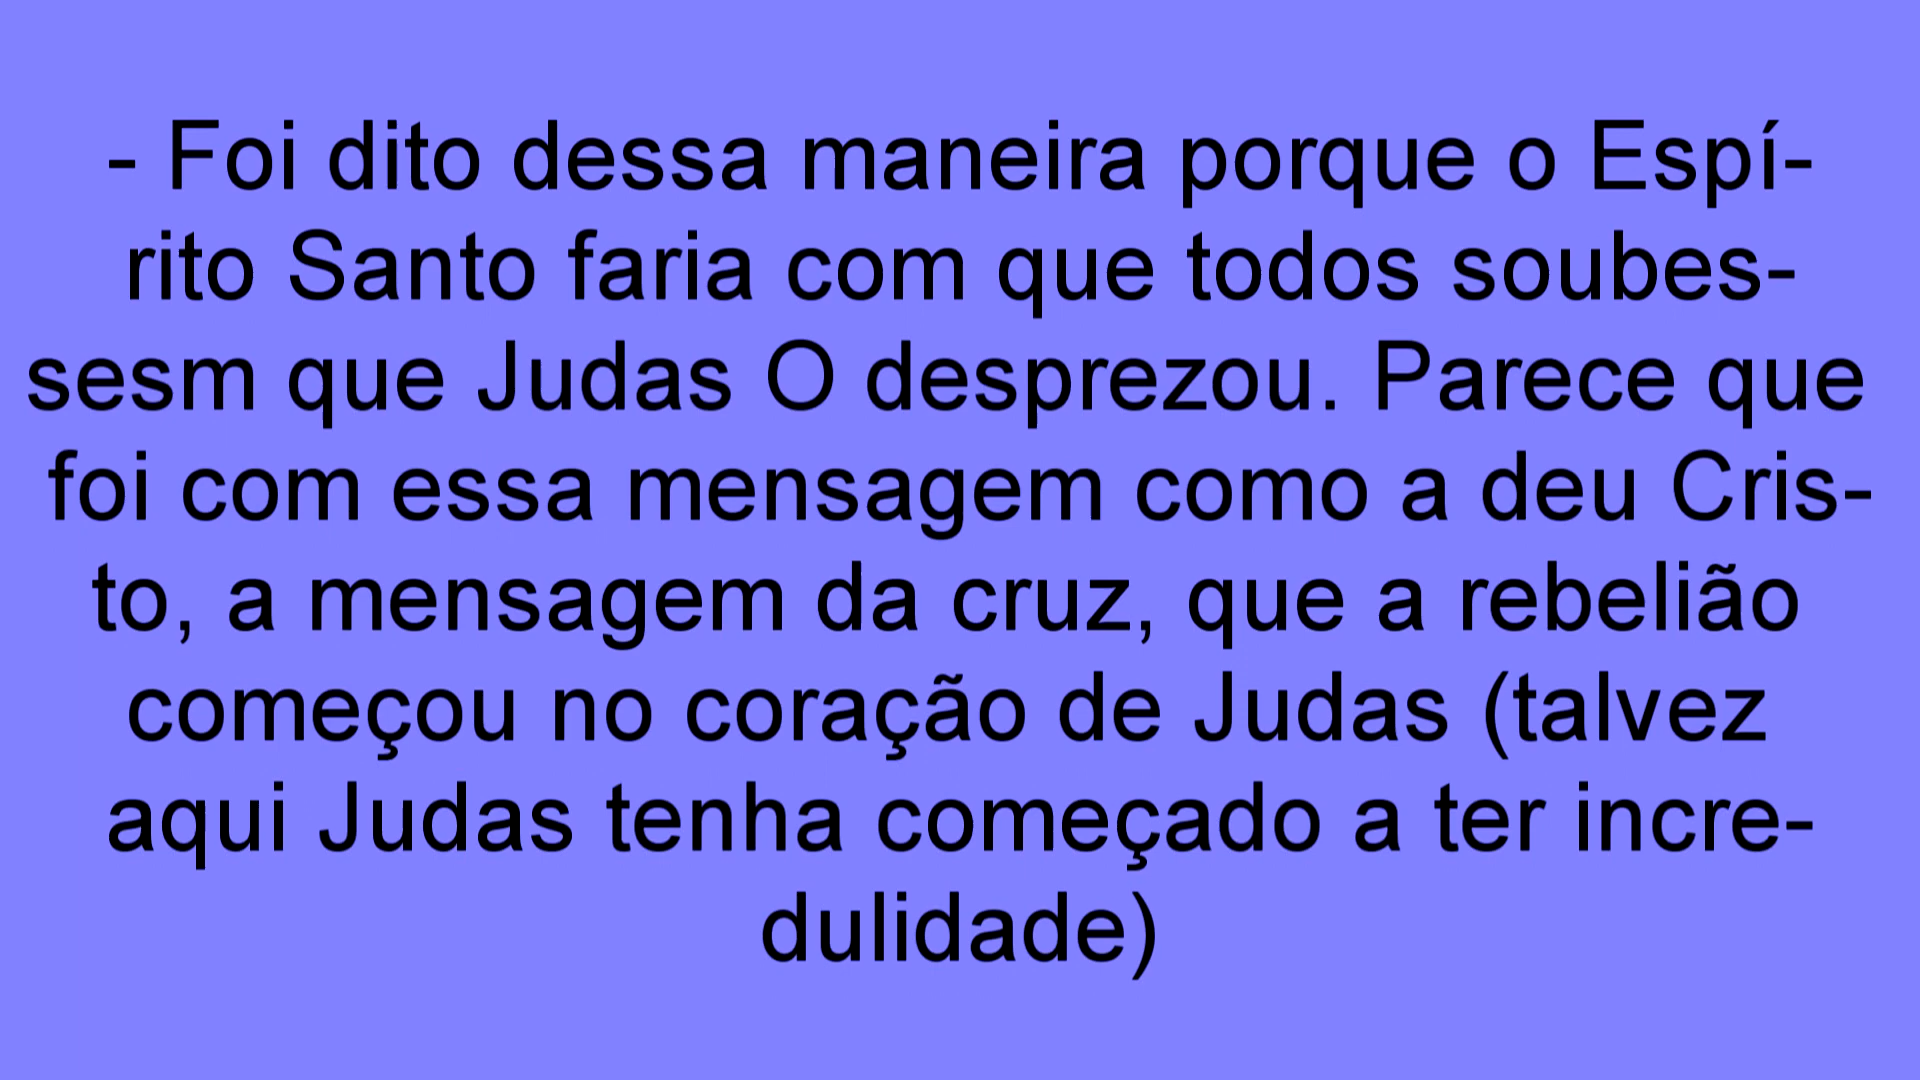 - Foi dito dessa maneira porque o Espí-
rito Santo faria com que todos soubes-
sesm que Judas O desprezou. Parece que
foi com essa mensagem como a deu Cris-
to, a mensagem da cruz, que a rebelião
começou no coração de Judas (talvez
aqui Judas tenha começado a ter incre-
dulidade)